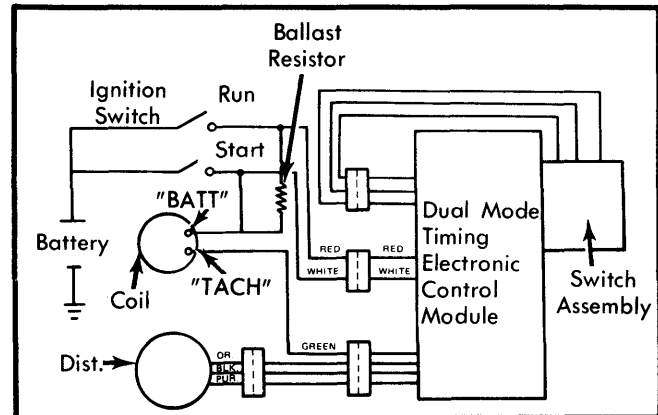 Ballast
Resistor
Ignition
Switch
Run
Start
"BATT"
Battery
Coil
"TACH"
RED
RED
WHITE
WHITE
Dual Mode
Timing
Electronic
Control
Module
Switch
Assembly
GREEN
Dist.
OR
BLK.
PUR